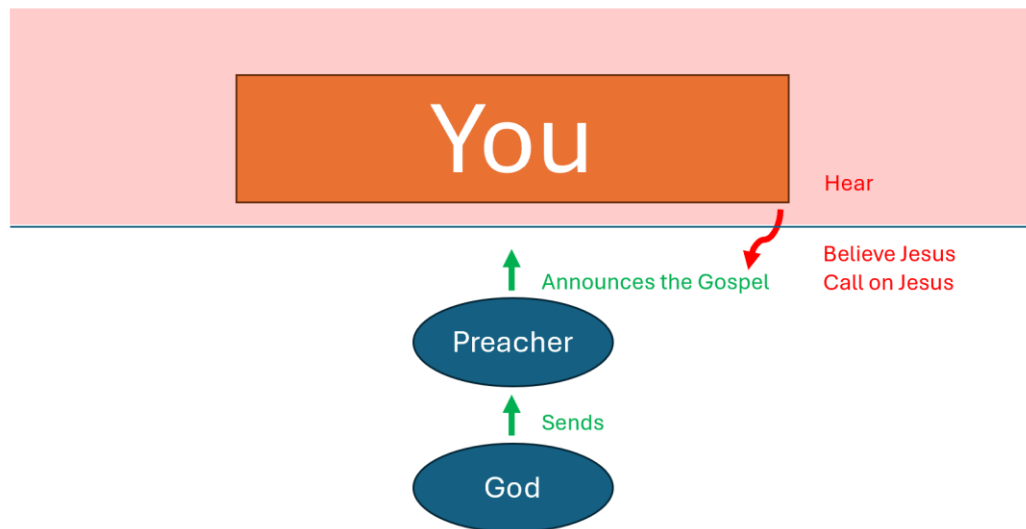 You
Hear
Believe Jesus
Call on Jesus
Announces the Gospel
Preacher
Sends
God